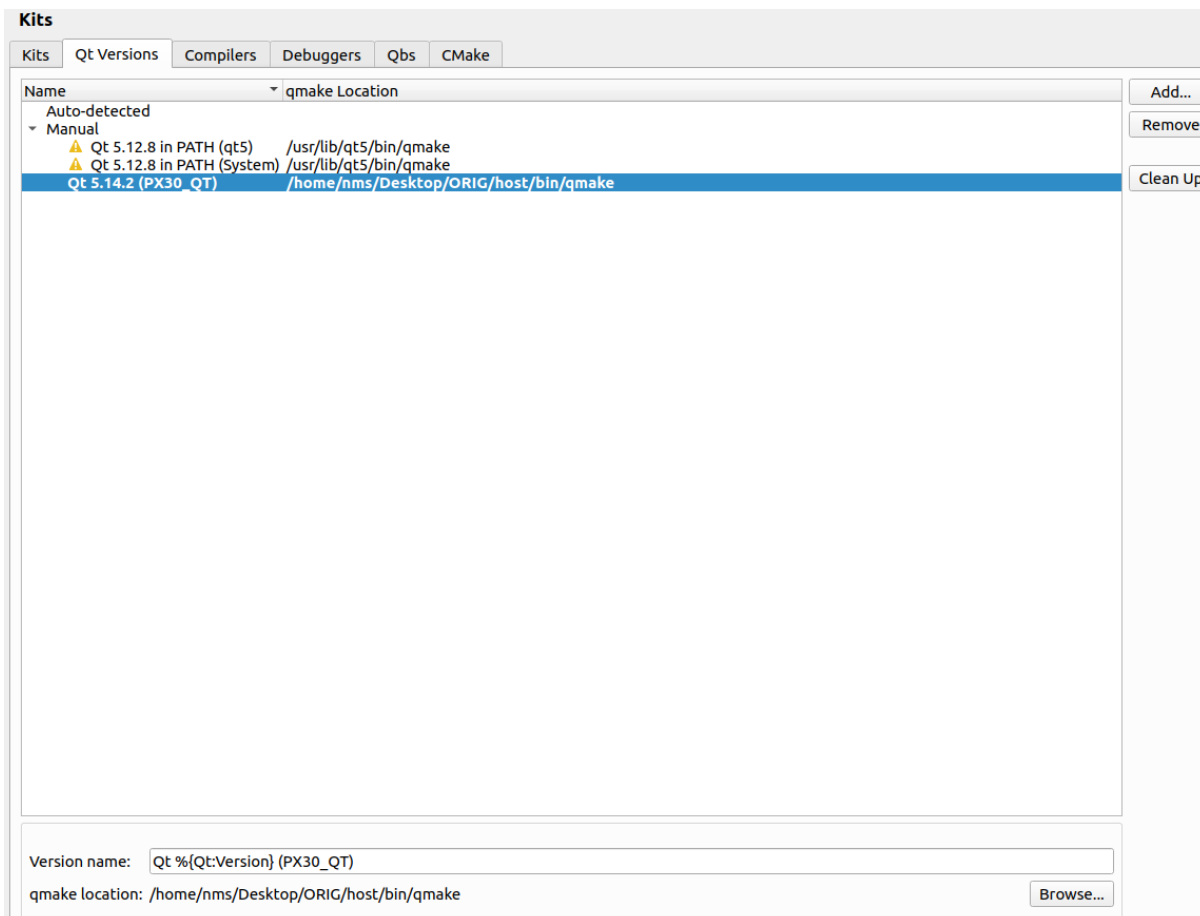 Kits
Kits Qt Versions Compilers Debuggers Qbs CMake
Name qmake Location
Add...
Auto-detected
Manual
Remove
Qt 5.12.8 in PATH (qt5) /usr/lib/qt5/bin/qmake
Qt 5.12.8 in PATH (System) /usr/lib/qt5/bin/qmake
Qt 5.14.2 (PX30_QT) /home/nms/Desktop/ORIG/host/bin/qmake
Clean Up
Version name: Qt %{Qt:Version} (PX30_QT)
qmake location: /home/nms/Desktop/ORIG/host/bin/qmake
Browse...